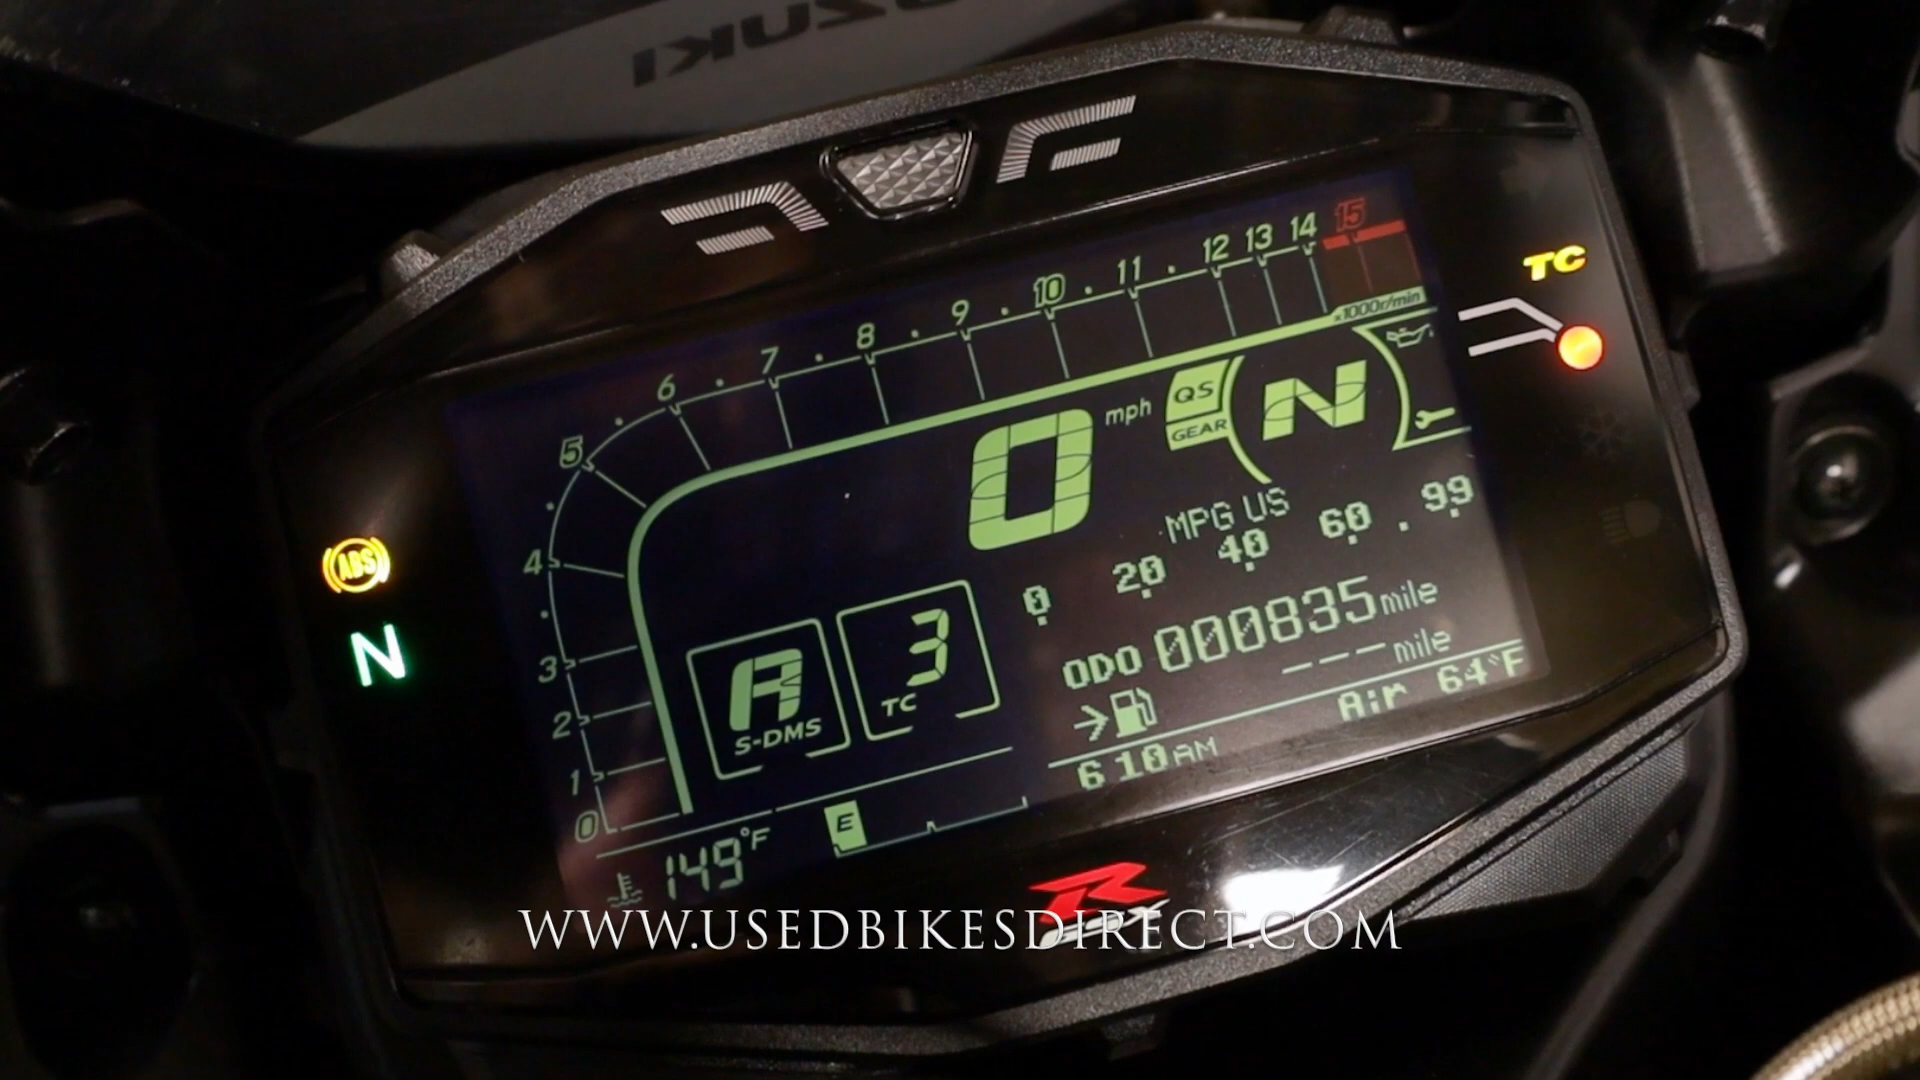 SUZUKI
15
14
13
12
11
10
9
8
7
6
5
4
3
2
1
0
x1000r/min
TC
0 mph
QS
GEAR
N
MPG US
0 20 40 60 99
ABS
N
A
S-DMS
3
TC
ODO 000835 mile
--- mile
Air 64°F
6 10 AM
149°F
E
R
WWW.USEDBIKESDIRECT.COM